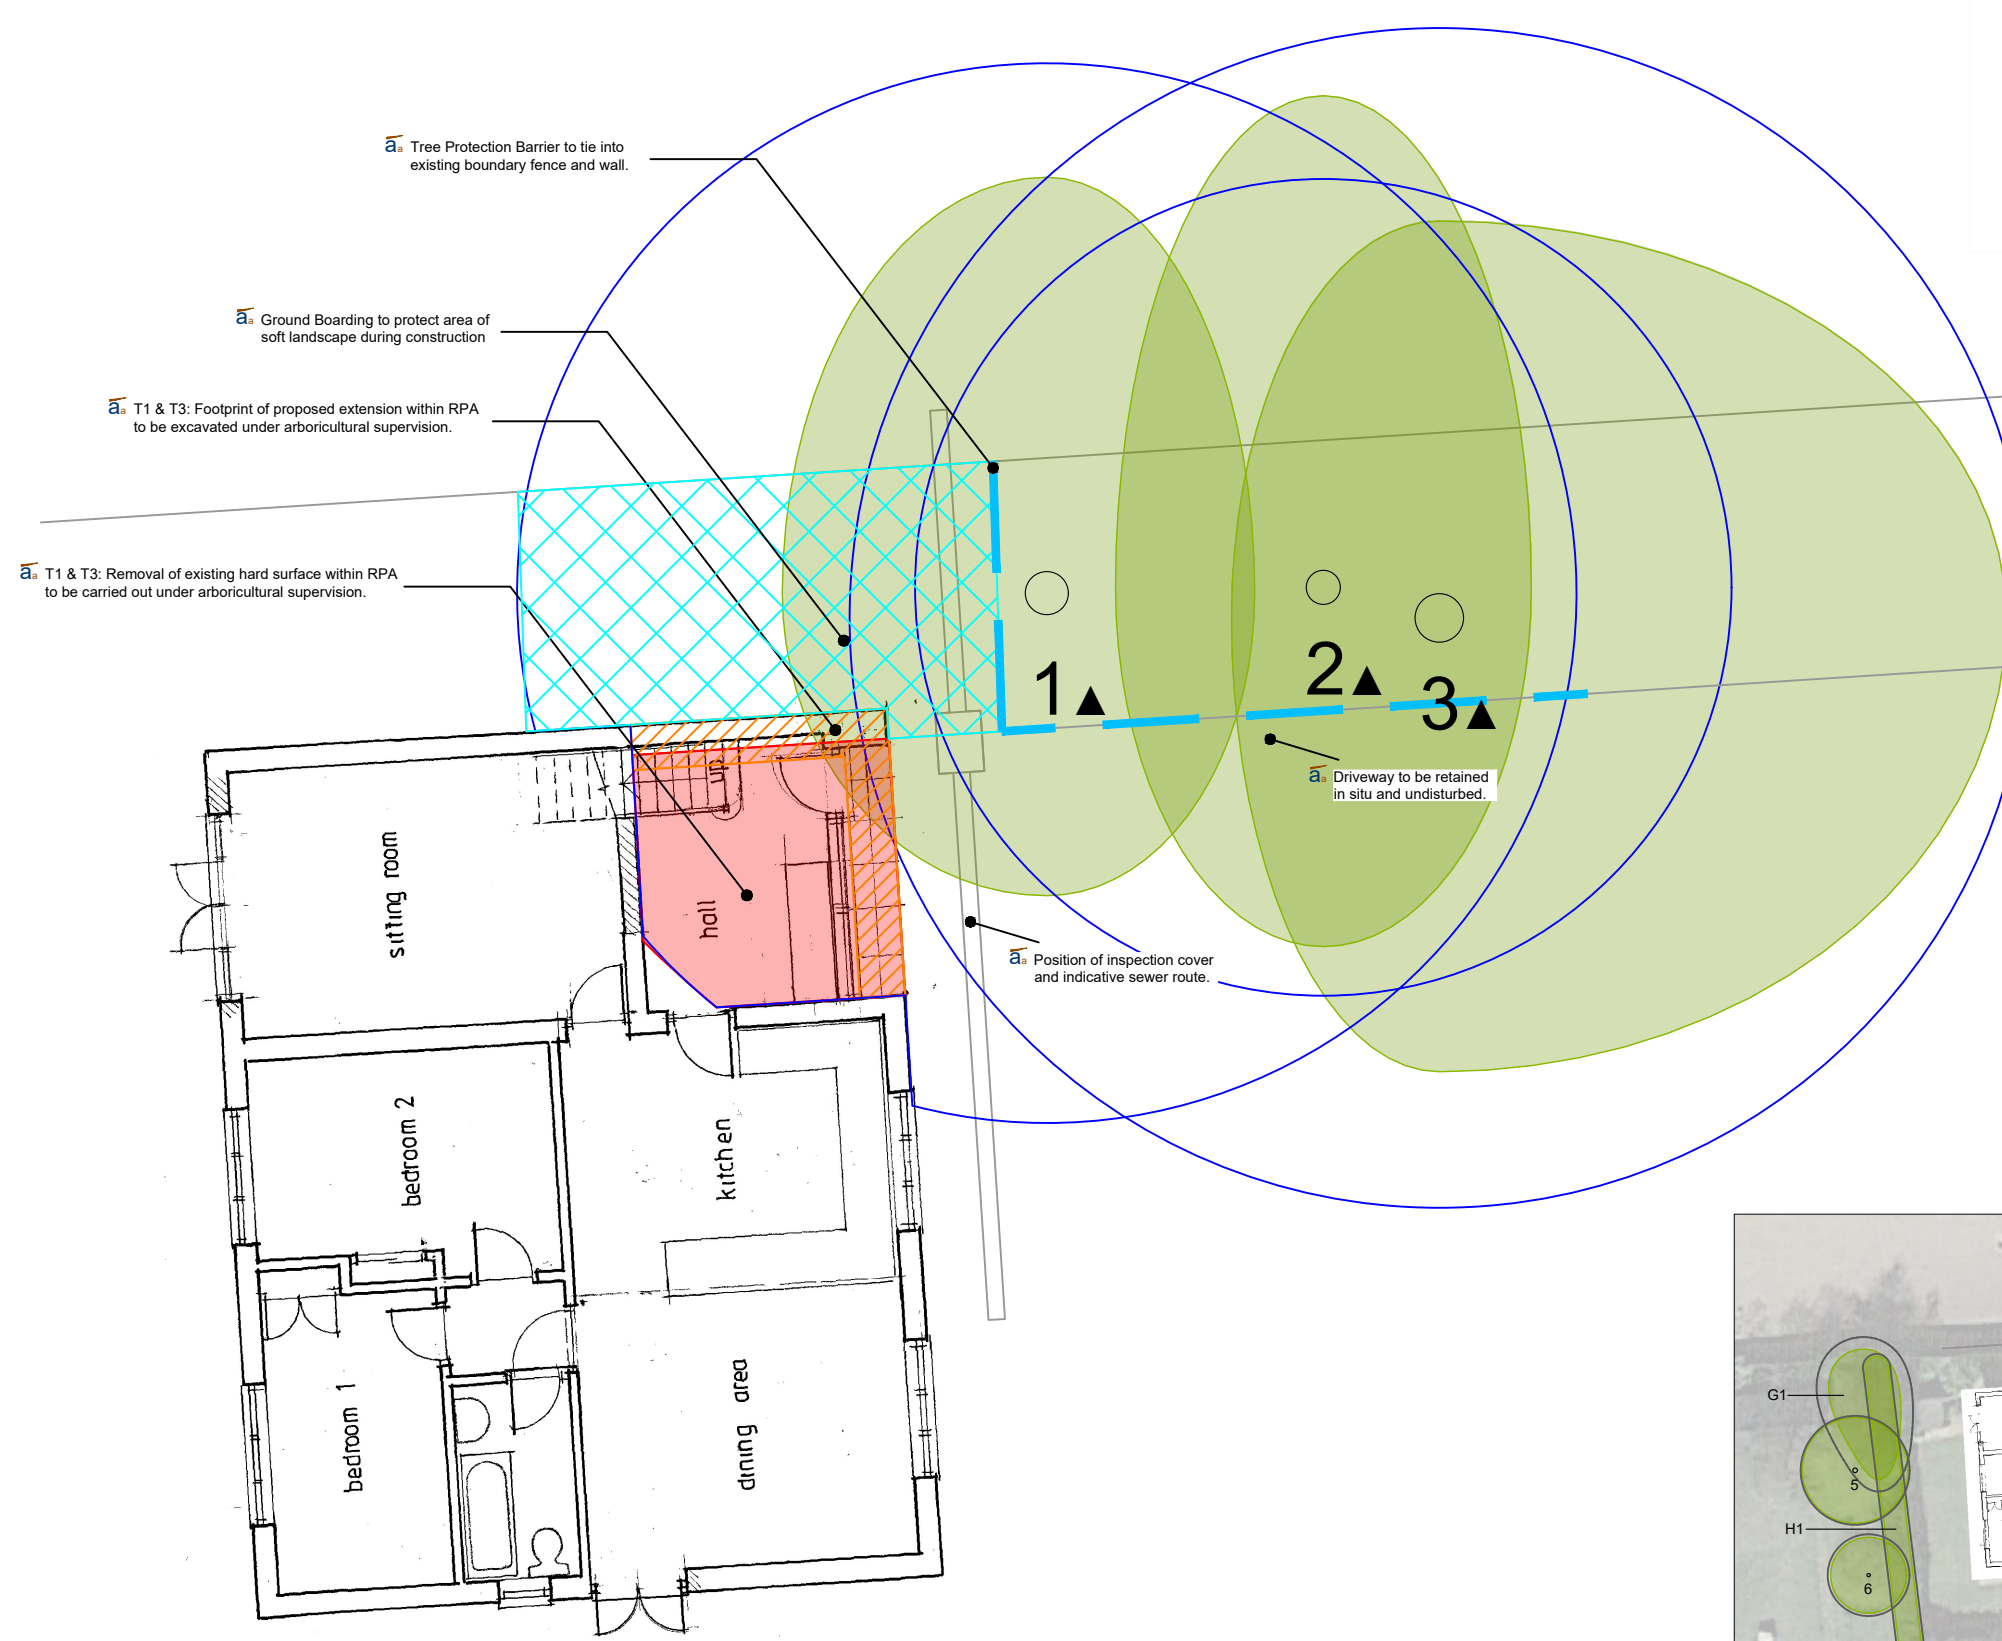 Tree Protection Barrier to tie into
existing boundary fence and wall.
Ground Boarding to protect area of
soft landscape during construction
T1 & T3: Footprint of proposed extension within RPA
to be excavated under arboricultural supervision.
T1 & T3: Removal of existing hard surface within RPA
to be carried out under arboricultural supervision.
1
2
3
Driveway to be retained
in situ and undisturbed.
Position of inspection cover
and indicative sewer route.
up
sitting room
hall
bedroom 2
kitchen
bedroom 1
dining area
G1
5
H1
6